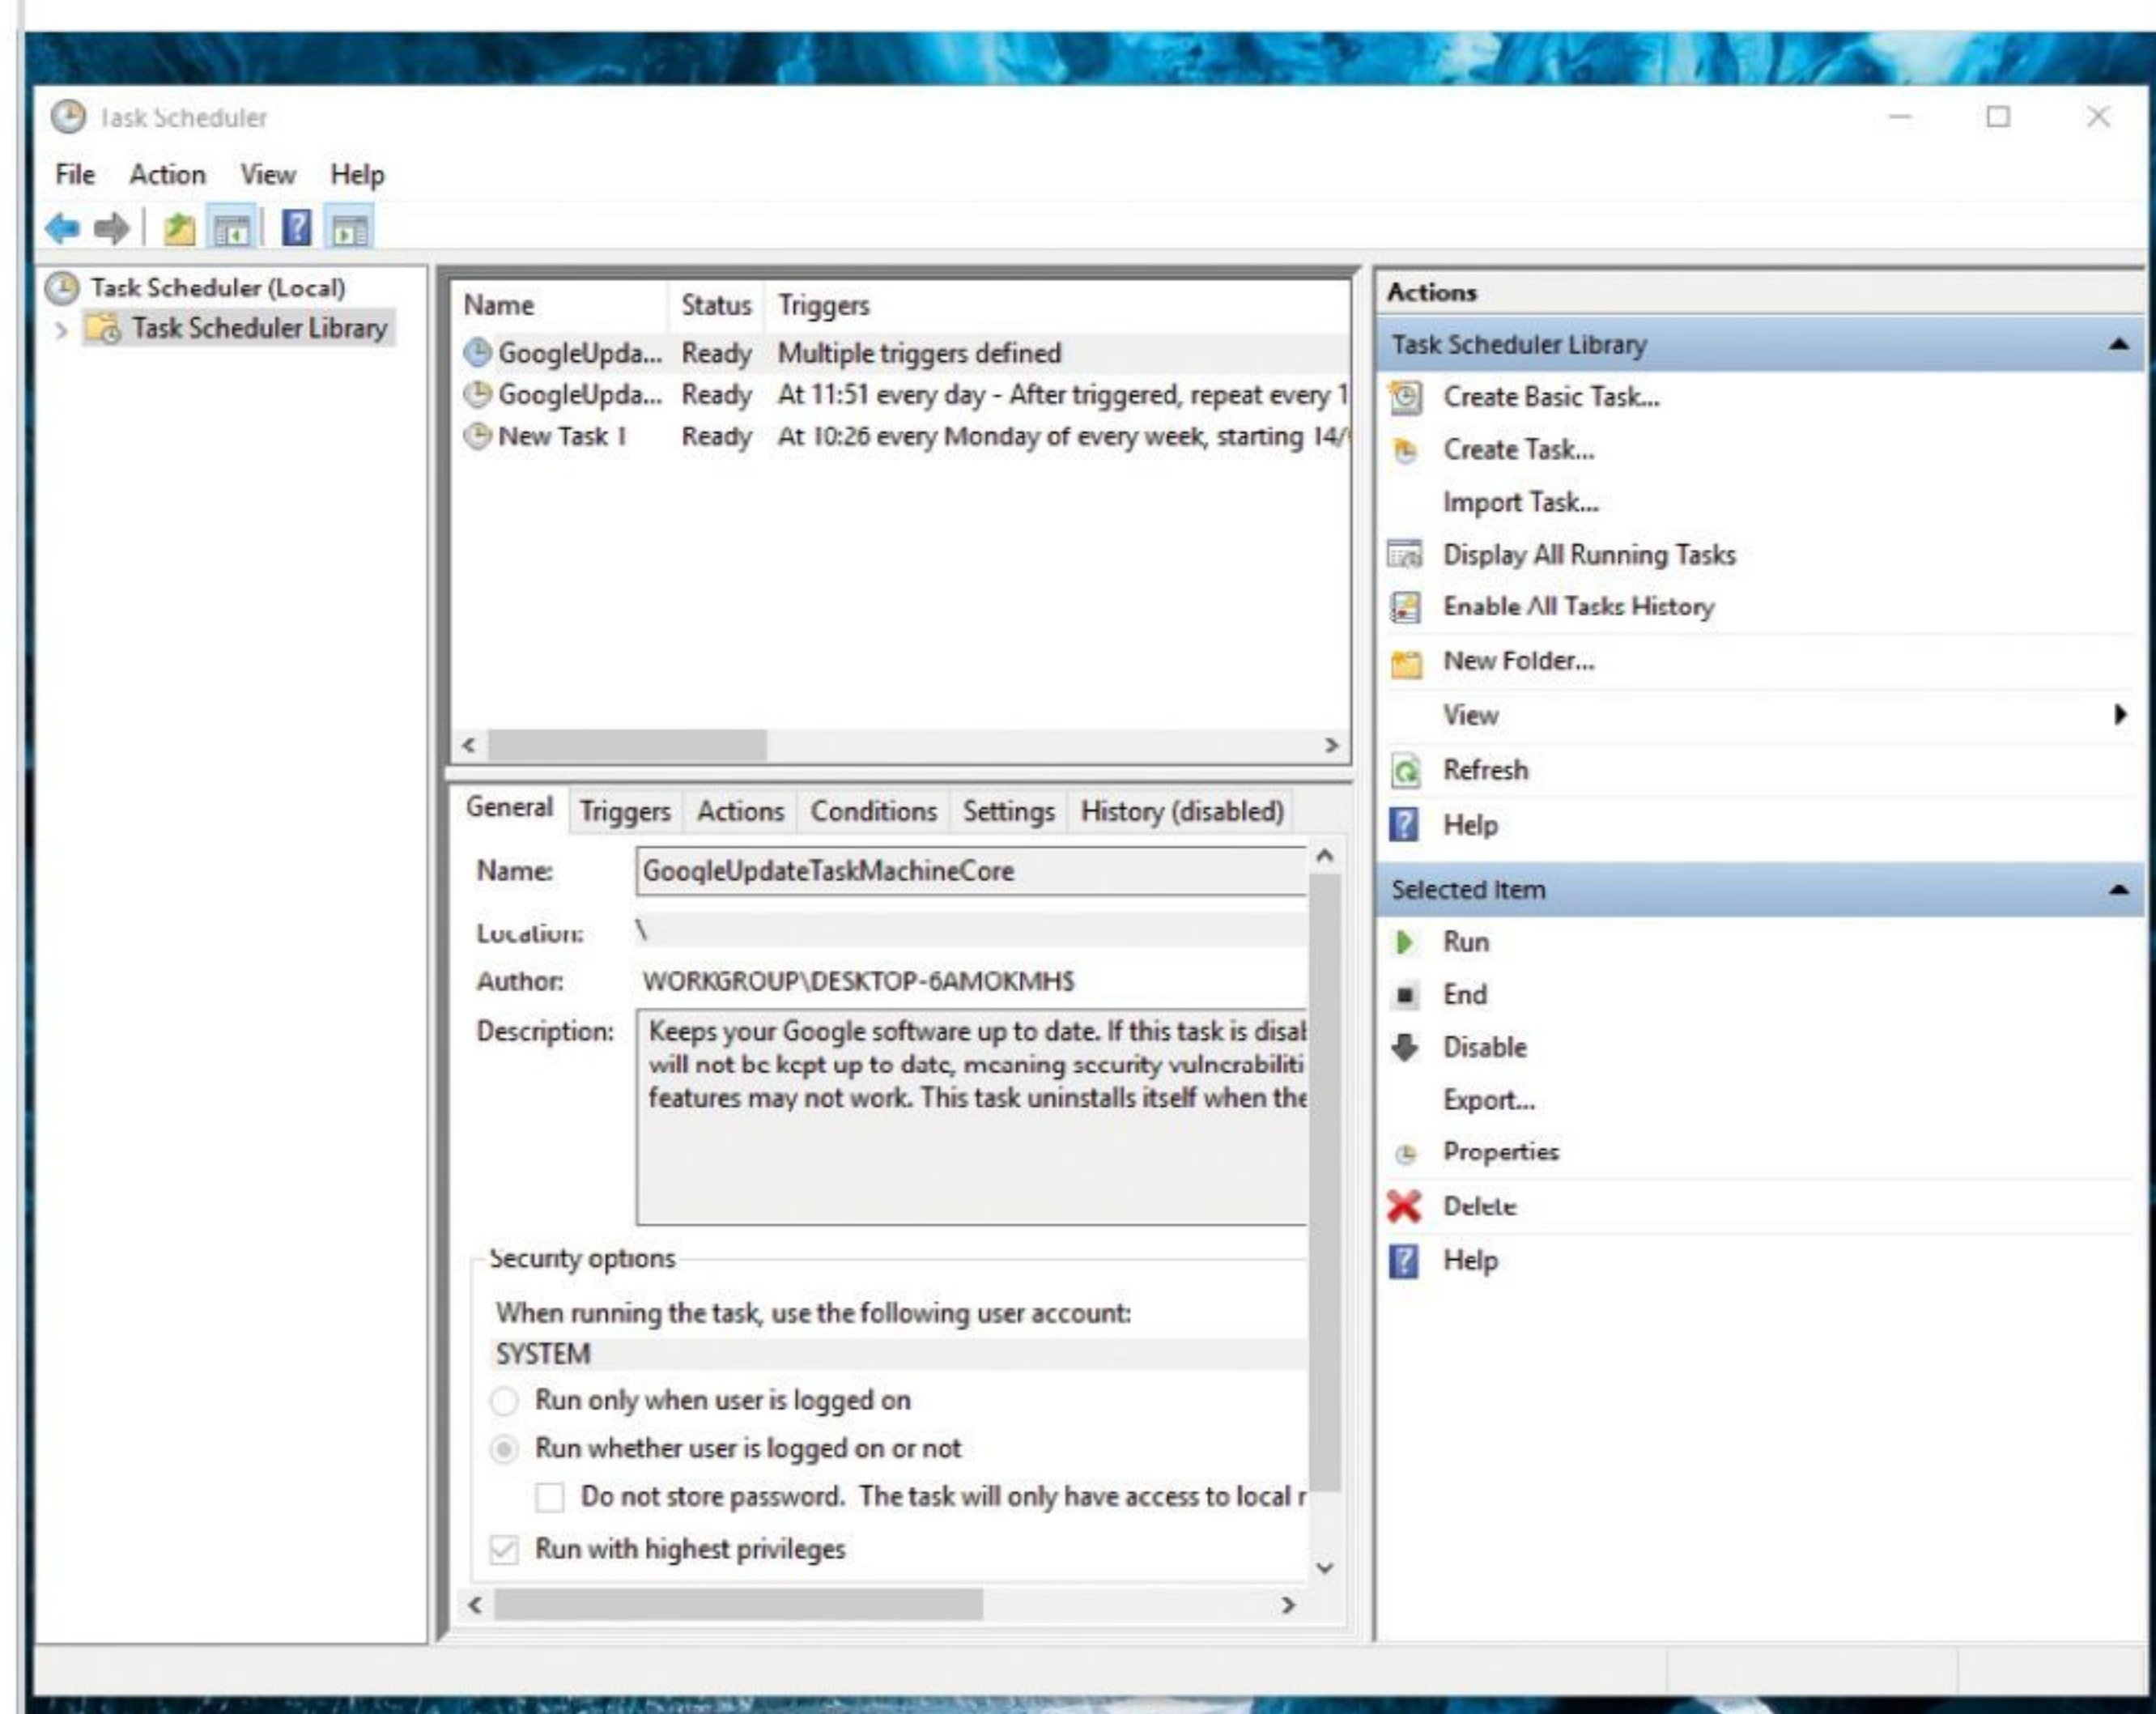 Task Scheduler
File Action View Help
Task Scheduler (Local)
Task Scheduler Library
Name Status Triggers
GoogleUpda... Ready Multiple triggers defined
GoogleUpda... Ready At 11:51 every day - After triggered, repeat every 1
New Task 1 Ready At 10:26 every Monday of every week, starting 14/
General Triggers Actions Conditions Settings History (disabled)
Name: GoogleUpdateTaskMachineCore
Location: \
Author: WORKGROUP\DESKTOP-6AMOKMH$
Description: Keeps your Google software up to date. If this task is disab
will not be kept up to date, meaning security vulnerabiliti
features may not work. This task uninstalls itself when the
Security options
When running the task, use the following user account:
SYSTEM
Run only when user is logged on
Run whether user is logged on or not
Do not store password. The task will only have access to local r
Run with highest privileges
Actions
Task Scheduler Library
Create Basic Task...
Create Task...
Import Task...
Display All Running Tasks
Enable All Tasks History
New Folder...
View
Refresh
Help
Selected Item
Run
End
Disable
Export...
Properties
Delete
Help